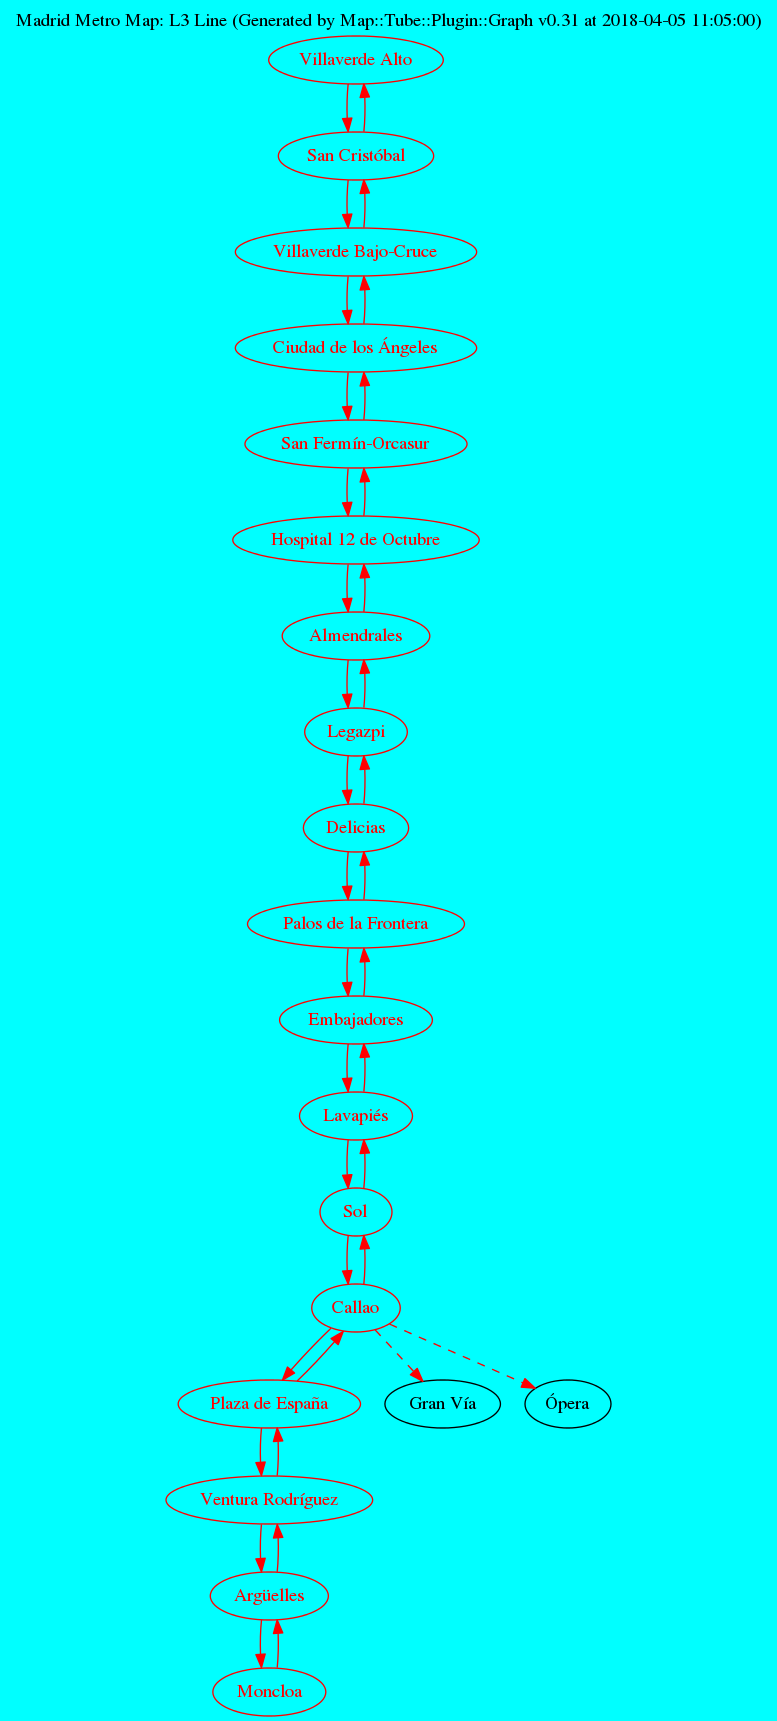 Madrid Metro Map: L3 Line (Generated by Map::Tube::Plugin::Graph v0.31 at 2018-04-05 11:05:00)
Villaverde Alto
San Cristóbal
Villaverde Bajo-Cruce
Ciudad de los Ángeles
San Fermín-Orcasur
Hospital 12 de Octubre
Almendrales
Legazpi
Delicias
Palos de la Frontera
Embajadores
Lavapiés
Sol
Callao
Plaza de España
Gran Vía
Ópera
Ventura Rodríguez
Argüelles
Moncloa